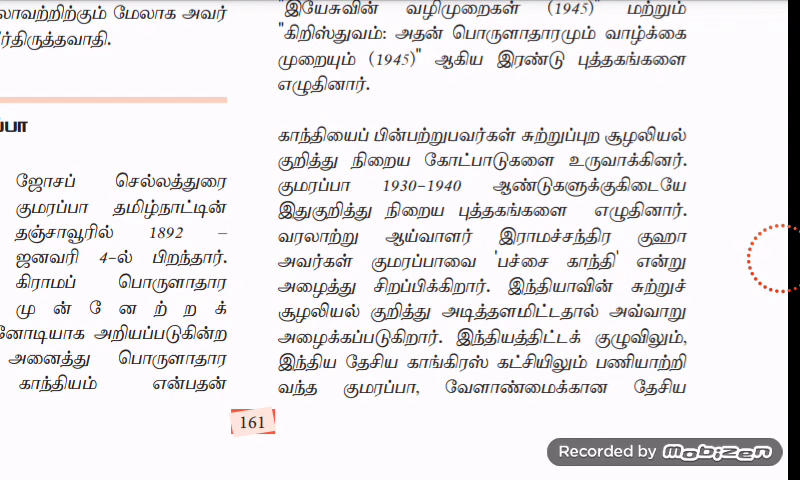 லாவற்றிற்கும் மேலாக அவர்
ர்திருத்தவாதி.
ப்பா
ஜோசப் செல்லத்துரை
குமரப்பா தமிழ்நாட்டின்
தஞ்சாவூரில் 1892 –
ஜனவரி 4-ல் பிறந்தார்.
கிராமப் பொருளாதார
முன்னேற்றக்
னோடியாக அறியப்படுகின்ற
அனைத்து பொருளாதார
காந்தியம் என்பதன்
"இயேசுவின் வழிமுறைகள் (1945)" மற்றும்
"கிறிஸ்துவம்: அதன் பொருளாதாரமும் வாழ்க்கை
முறையும் (1945)" ஆகிய இரண்டு புத்தகங்களை
எழுதினார்.
காந்தியைப் பின்பற்றுபவர்கள் சுற்றுப்புற சூழலியல்
குறித்து நிறைய கோட்பாடுகளை உருவாக்கினர்.
குமரப்பா 1930-1940 ஆண்டுகளுக்குகிடையே
இதுகுறித்து நிறைய புத்தகங்களை எழுதினார்.
வரலாற்று ஆய்வாளர் இராமச்சந்திர குஹா
அவர்கள் குமரப்பாவை 'பச்சை காந்தி' என்று
அழைத்து சிறப்பிக்கிறார். இந்தியாவின் சுற்றுச்
சூழலியல் குறித்து அடித்தளமிட்டதால் அவ்வாறு
அழைக்கப்படுகிறார். இந்தியத்திட்டக் குழுவிலும்,
இந்திய தேசிய காங்கிரஸ் கட்சியிலும் பணியாற்றி
வந்த குமரப்பா, வேளாண்மைக்கான தேசிய
161
Recorded by mobizen